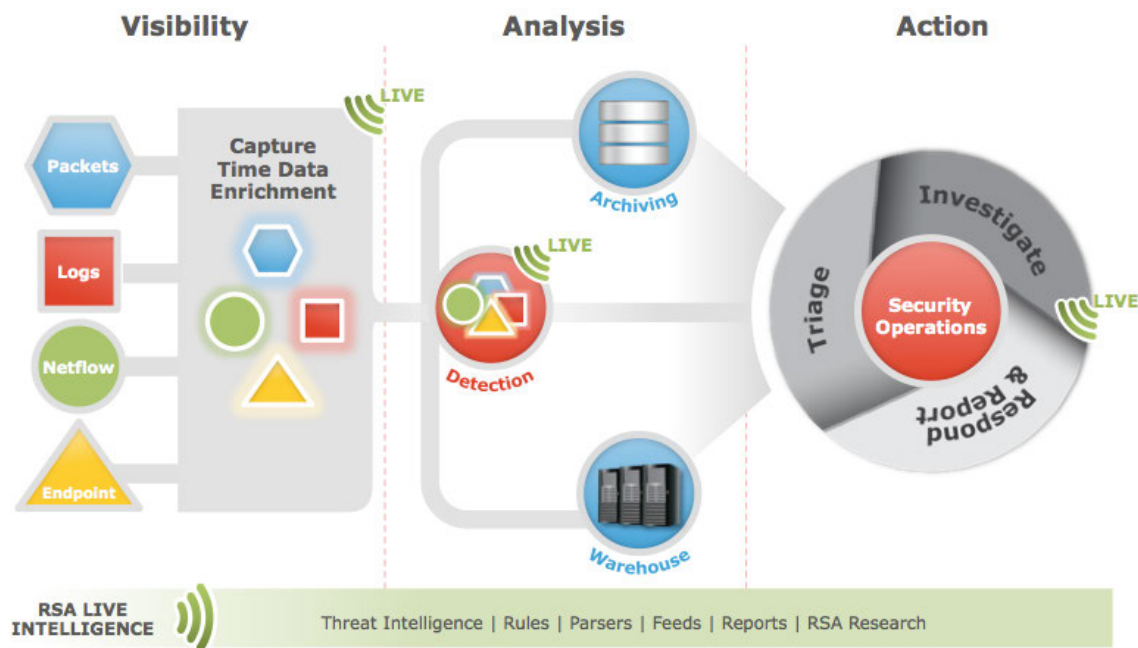 Visibility
Analysis
Action
LIVE
Capture
Time Data
Enrichment
Packets
Logs
Netflow
Endpoint
Archiving
LIVE
Detection
Warehouse
Triage
Investigate
Respond
& Report
Security
Operations
LIVE
RSA LIVE
INTELLIGENCE
Threat Intelligence | Rules | Parsers | Feeds | Reports | RSA Research